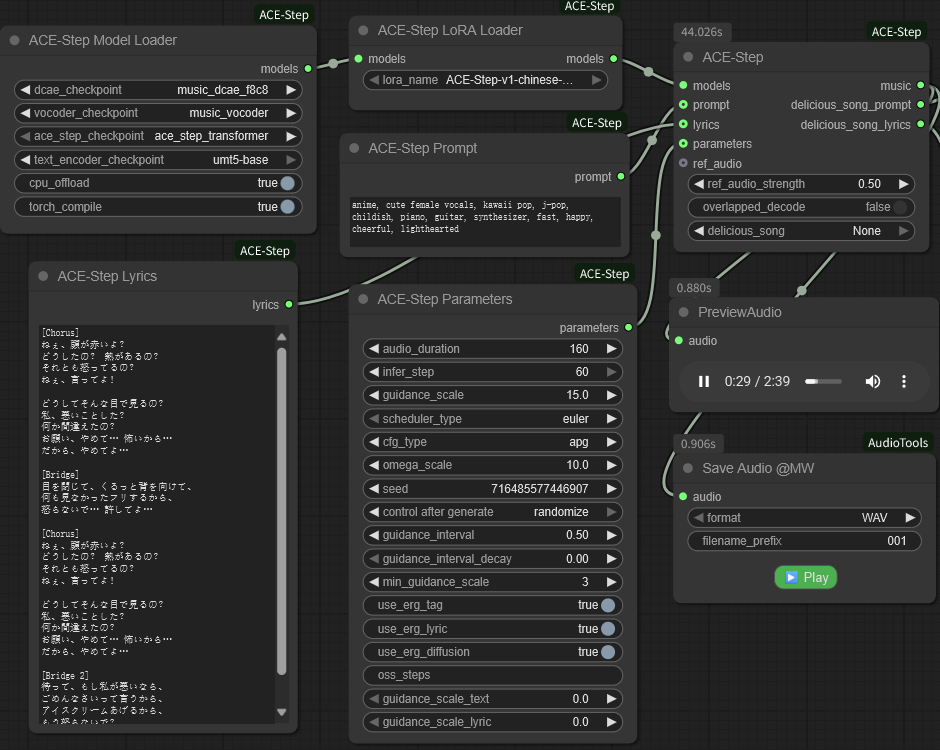 ACE-Step
ACE-Step Model Loader
models
dcae_checkpoint music_dcae_f8c8
vocoder_checkpoint music_vocoder
ace_step_checkpoint ace_step_transformer
text_encoder_checkpoint umt5-base
cpu_offload true
torch_compile true
ACE-Step
ACE-Step LoRA Loader
models models
lora_name ACE-Step-v1-chinese-...
ACE-Step
ACE-Step Prompt
prompt
anime, cute female vocals, kawaii pop, j-pop,
childish, piano, guitar, synthesizer, fast, happy,
cheerful, lighthearted
44.026s
ACE-Step
ACE-Step
models music
prompt delicious_song_prompt
lyrics delicious_song_lyrics
parameters
ref_audio
ref_audio_strength 0.50
overlapped_decode false
delicious_song None
ACE-Step
ACE-Step Lyrics
lyrics
[Chorus]
ねぇ、顔が赤いよ?
どうしたの? 熱があるの?
それとも怒ってるの?
ねぇ、言ってよ!
どうしてそんな目で見るの?
私、悪いことした?
何か間違えたの?
お願い、やめて… 怖いから…
だから、やめてよ…
[Bridge]
目を閉じて、くるっと背を向けて、
何も見なかったフリするから、
怒らないで… 許してよ…
[Chorus]
ねぇ、顔が赤いよ?
どうしたの? 熱があるの?
それとも怒ってるの?
ねぇ、言ってよ!
どうしてそんな目で見るの?
私、悪いことした?
何か間違えたの?
お願い、やめて… 怖いから…
だから、やめてよ…
[Bridge 2]
待って、もし私が悪いなら、
ごめんなさいって言うから、
アイスクリームあげるから、
もう怒らないで?
ACE-Step
ACE-Step Parameters
parameters
audio_duration 160
infer_step 60
guidance_scale 15.0
scheduler_type euler
cfg_type apg
omega_scale 10.0
seed 716485577446907
control after generate randomize
guidance_interval 0.50
guidance_interval_decay 0.00
min_guidance_scale 3
use_erg_tag true
use_erg_lyric true
use_erg_diffusion true
oss_steps
guidance_scale_text 0.0
guidance_scale_lyric 0.0
0.880s
PreviewAudio
audio
0:29 / 2:39
0.906s
AudioTools
Save Audio @MW
audio
format WAV
filename_prefix 001
Play